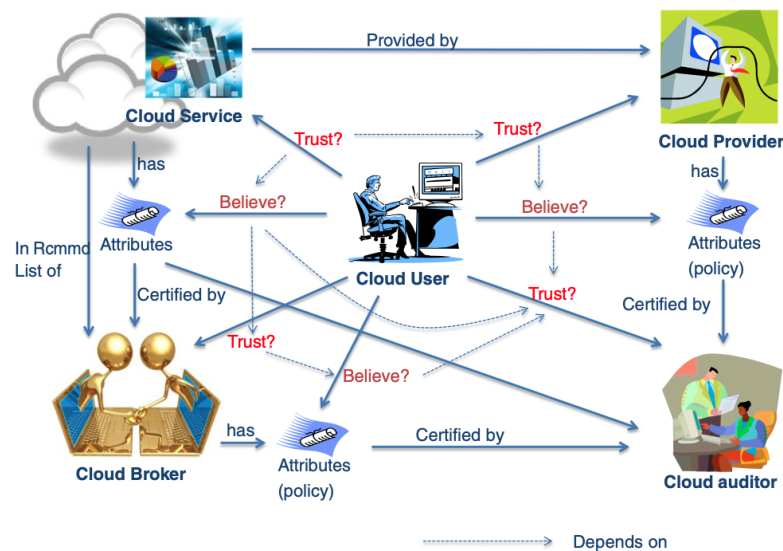 Provided by
Cloud Service
Trust?
Trust?
Cloud Provider
has
has
Believe?
Believe?
In Rcmmd
List of
Attributes
Attributes
(policy)
Cloud User
Certified by
Trust?
Certified by
Trust?
Believe?
has
Certified by
Cloud Broker
Attributes
(policy)
Cloud auditor
Depends on